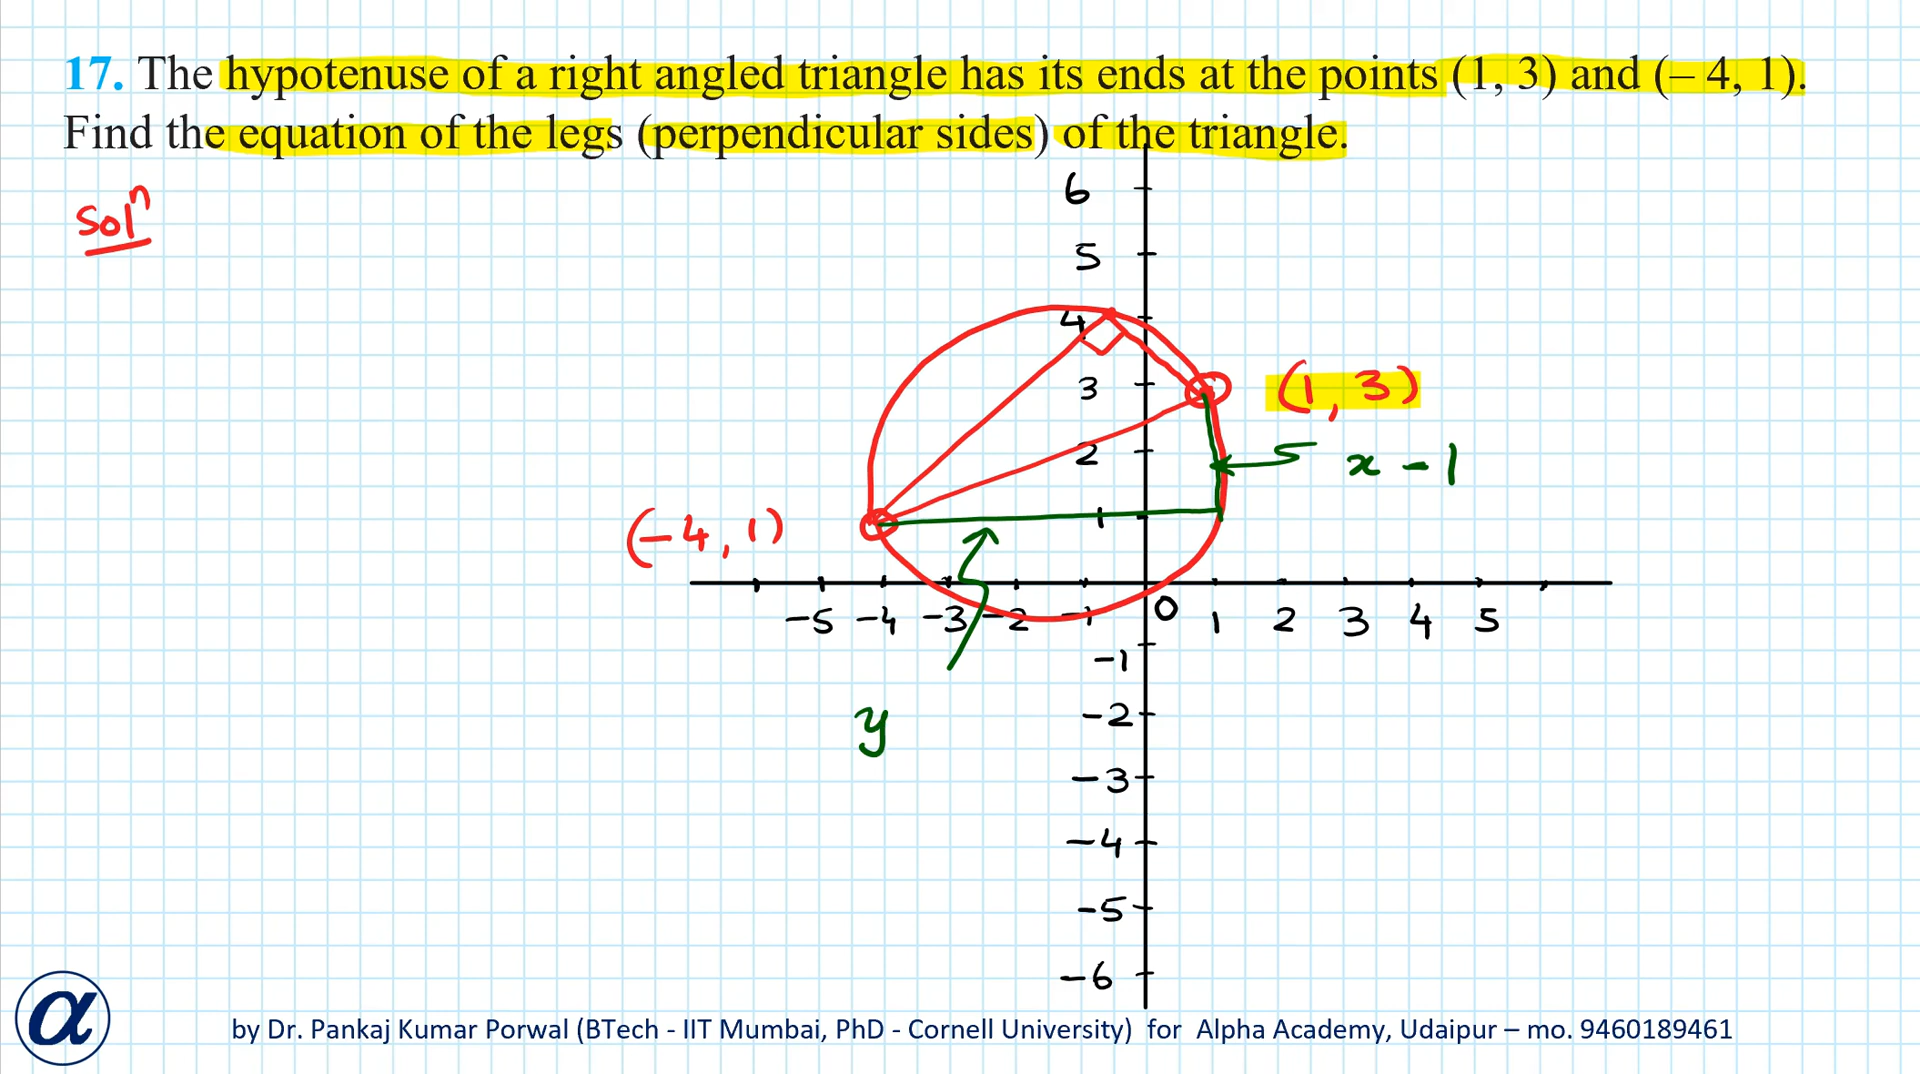 17. The hypotenuse of a right angled triangle has its ends at the points (1, 3) and (– 4, 1).
Find the equation of the legs (perpendicular sides) of the triangle.
Solⁿ
6
5
4
3
(1, 3)
2
x – 1
1
(–4, 1)
–5 –4 –3 –2 –1 0 1 2 3 4 5
–1
–2
y
–3
–4
–5
–6
α
by Dr. Pankaj Kumar Porwal (BTech - IIT Mumbai, PhD - Cornell University) for Alpha Academy, Udaipur – mo. 9460189461